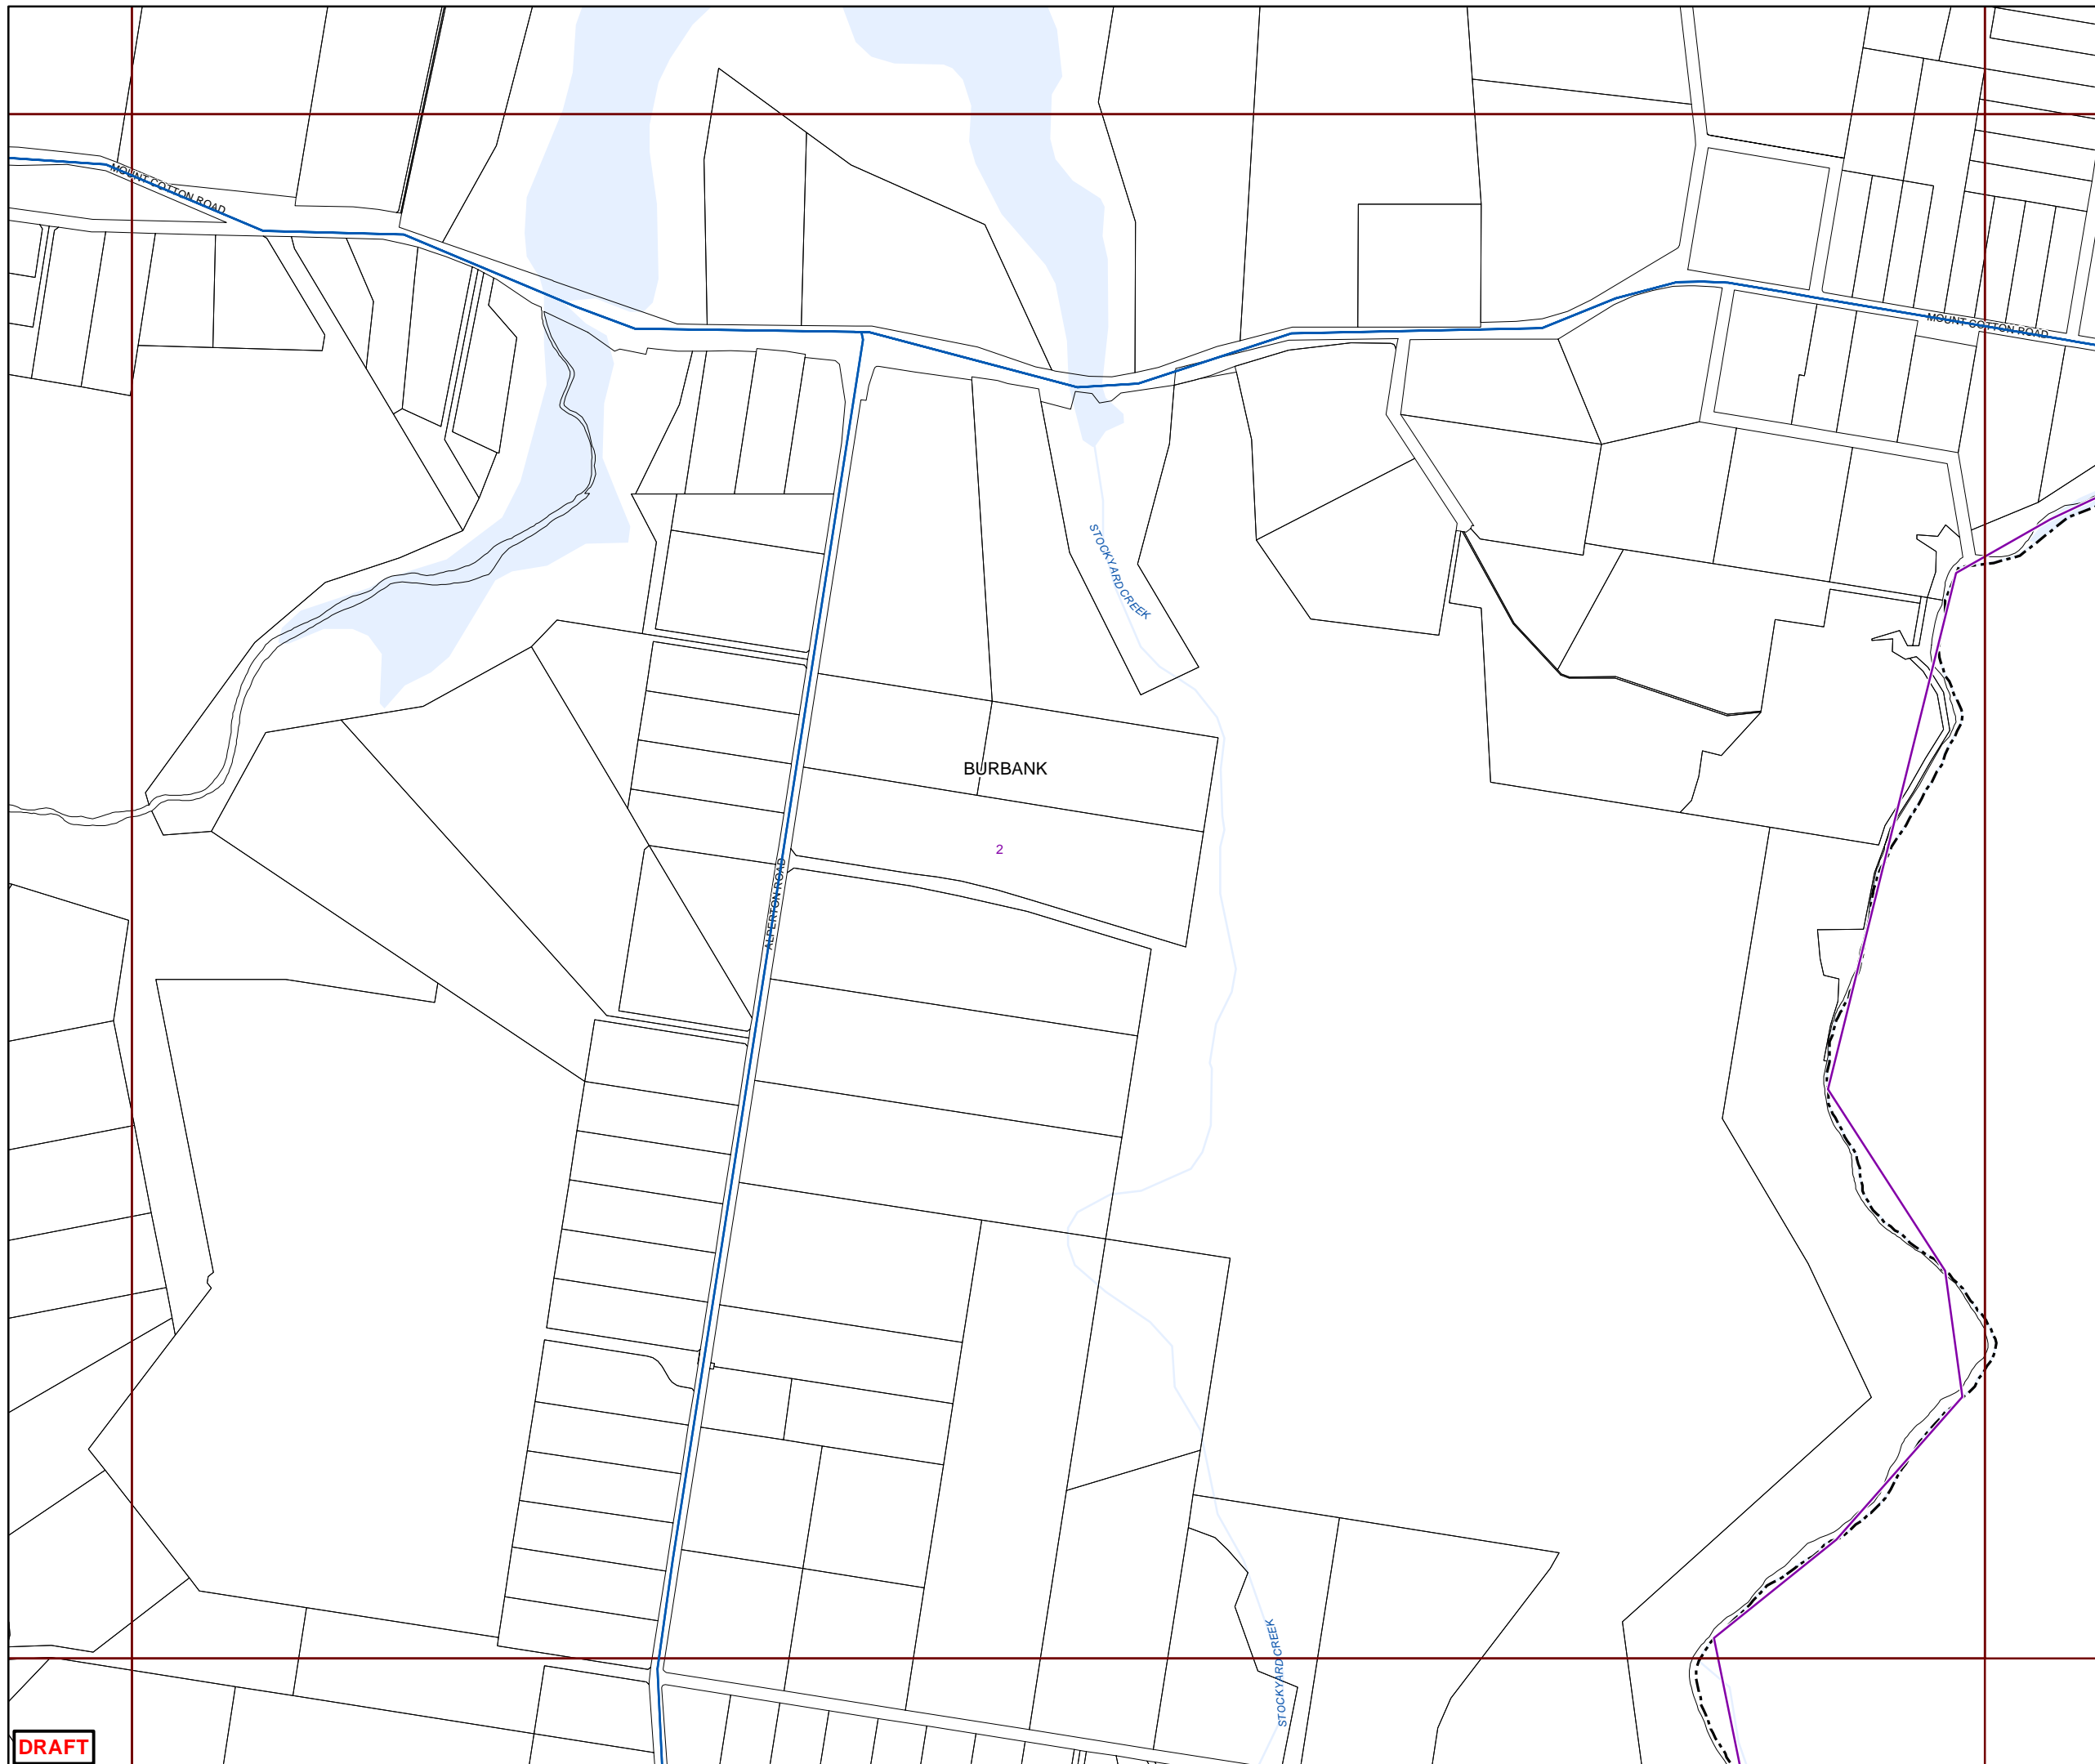 MOUNT COTTON ROAD
MOUNT COTTON ROAD
STOCKYARD CREEK
BURBANK
2
ALPERTON ROAD
STOCKYARD CREEK
DRAFT